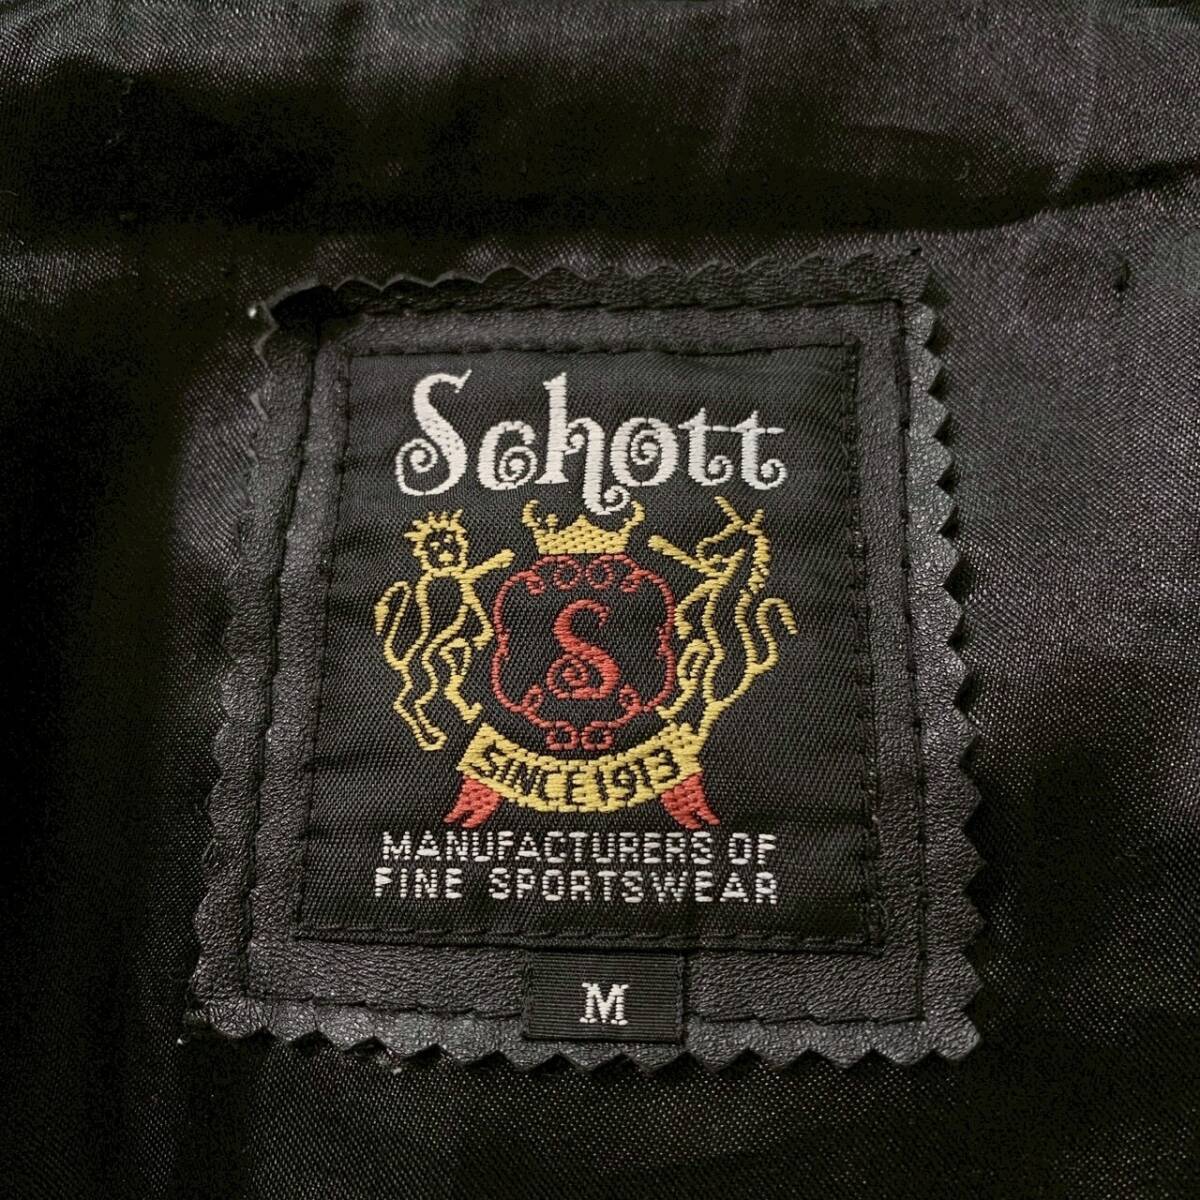 Schott
S
SINCE 1913
MANUFACTURERS OF
FINE SPORTSWEAR
M